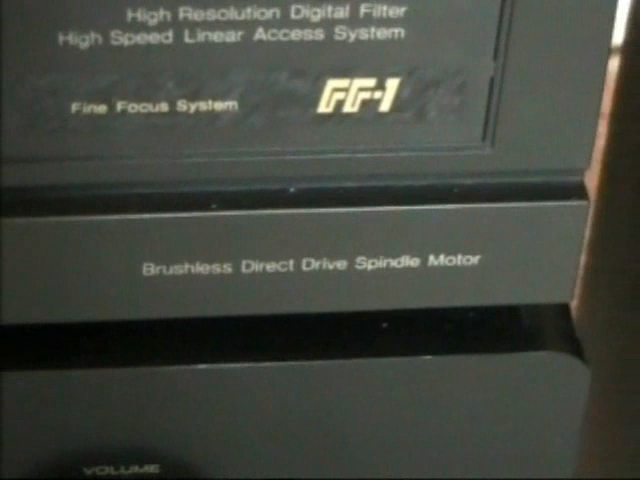 High Resolution Digital Filter
High Speed Linear Access System
Fine Focus System FF-1
Brushless Direct Drive Spindle Motor
VOLUME